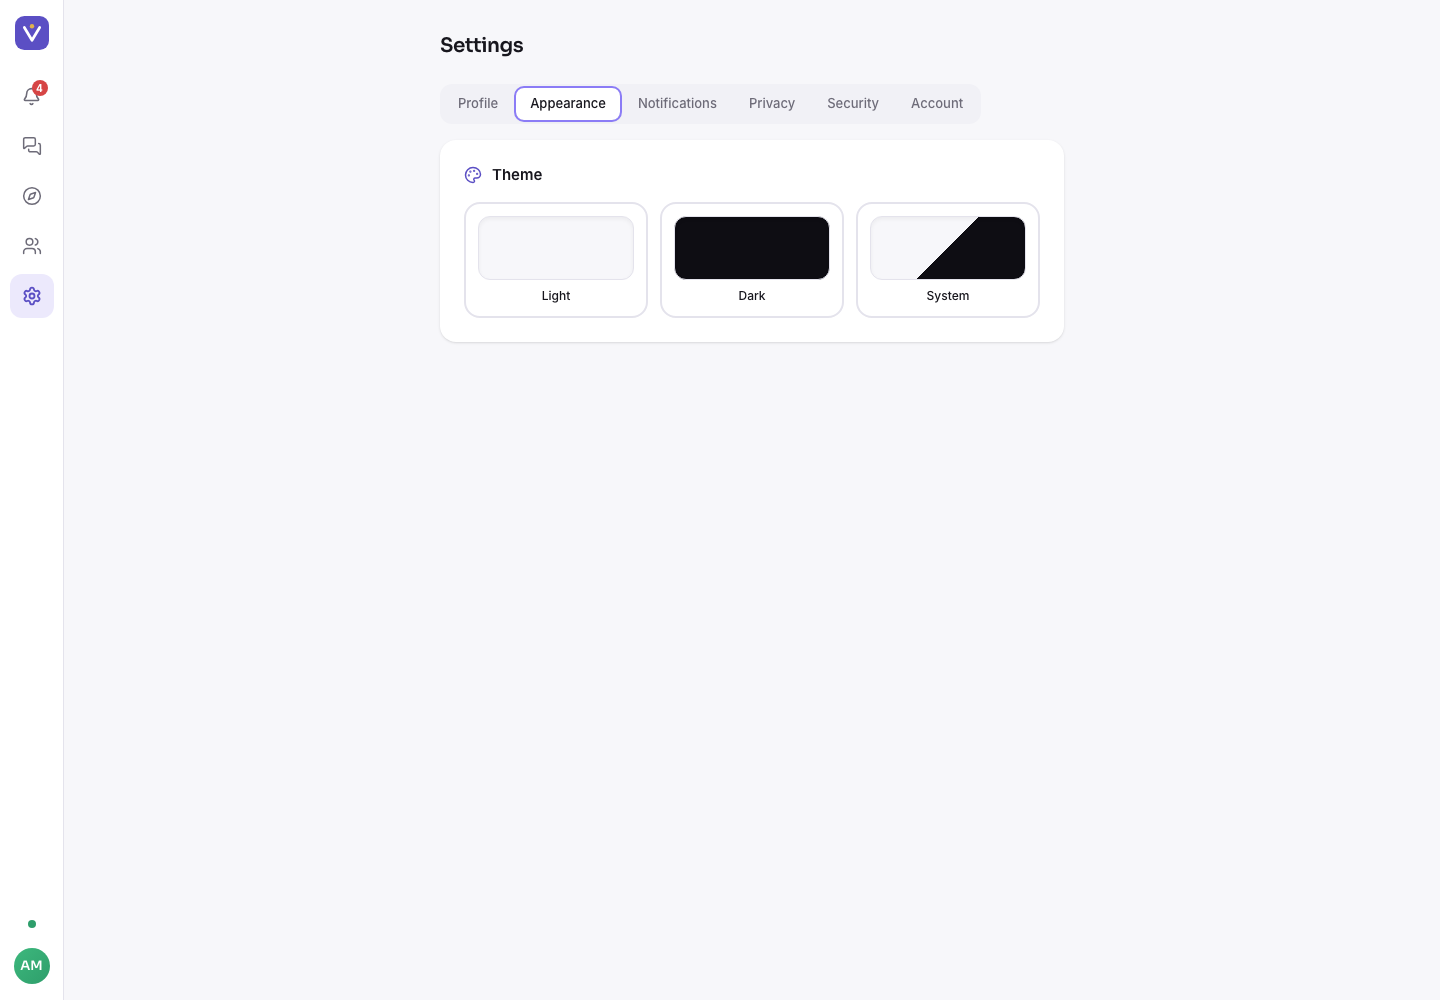 4
Settings
Profile Appearance Notifications Privacy Security Account
Theme
Light Dark System
AM